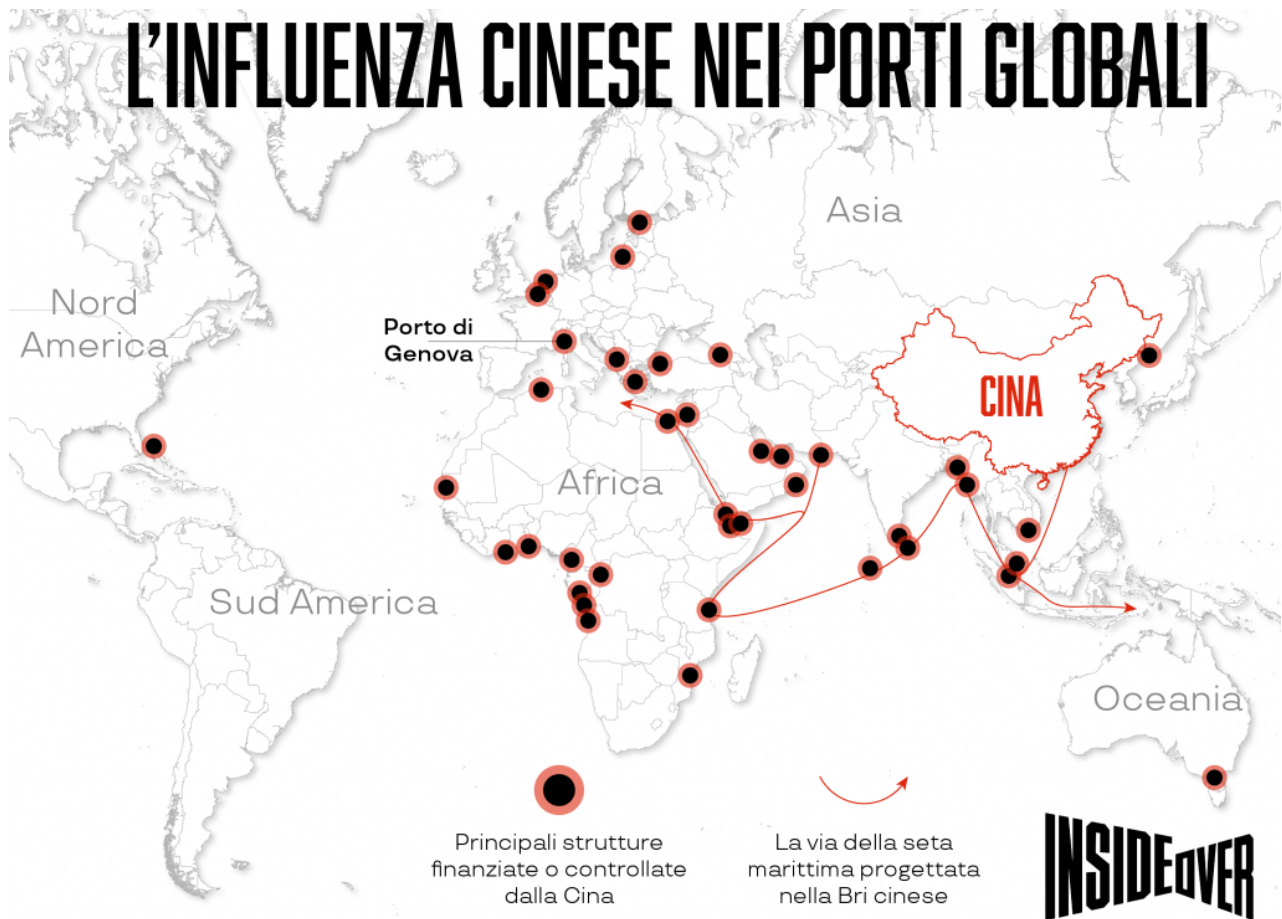 L'INFLUENZA CINESE NEI PORTI GLOBALI
Asia
Nord
America
Porto di
Genova
CINA
Africa
Sud America
Oceania
Principali strutture
finanziate o controllate
dalla Cina
La via della seta
marittima progettata
nella Bri cinese
INSIDEOVER